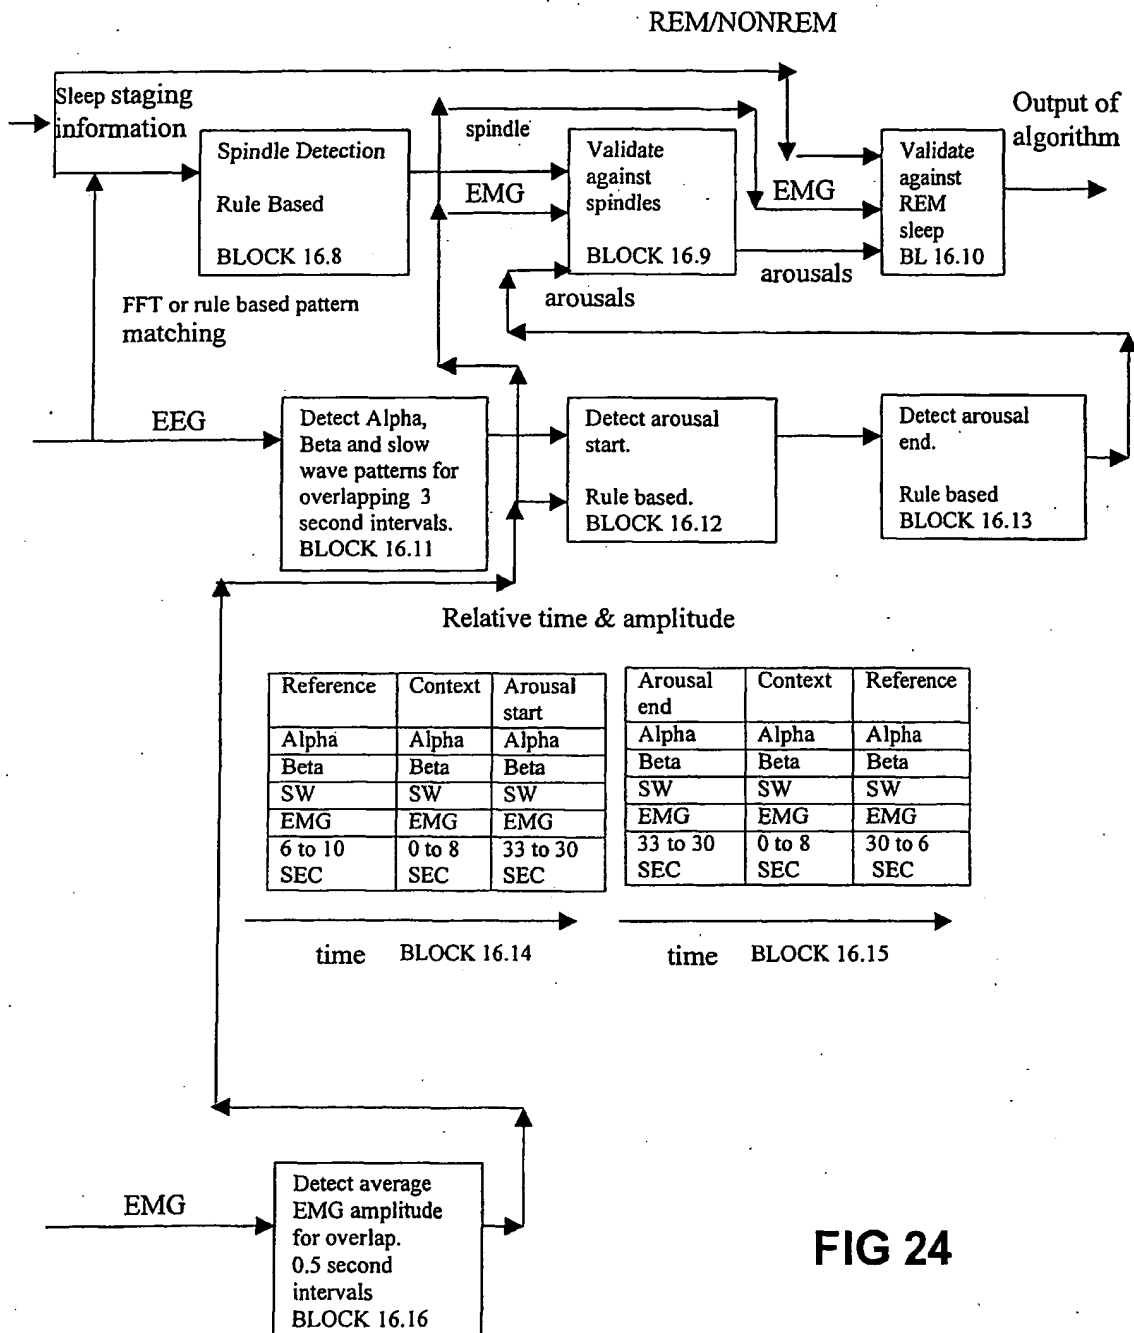 REM/NONREM
Sleep staging
information
Output of
algorithm
Spindle Detection
Rule Based
BLOCK 16.8
spindle
EMG
Validate
against
spindles
BLOCK 16.9
EMG
Validate
against
REM
sleep
BL 16.10
arousals
arousals
FFT or rule based pattern
matching
EEG
Detect Alpha,
Beta and slow
wave patterns for
overlapping 3
second intervals.
BLOCK 16.11
Detect arousal
start.
Rule based.
BLOCK 16.12
Detect arousal
end.
Rule based
BLOCK 16.13
Relative time & amplitude
Reference Context Arousal
start
Alpha Alpha Alpha
Beta Beta Beta
SW SW SW
EMG EMG EMG
6 to 10 0 to 8 33 to 30
SEC SEC SEC
Arousal Context Reference
end
Alpha Alpha Alpha
Beta Beta Beta
SW SW SW
EMG EMG EMG
33 to 30 0 to 8 30 to 6
SEC SEC SEC
time BLOCK 16.14
time BLOCK 16.15
EMG
Detect average
EMG amplitude
for overlap.
0.5 second
intervals
BLOCK 16.16
FIG 24